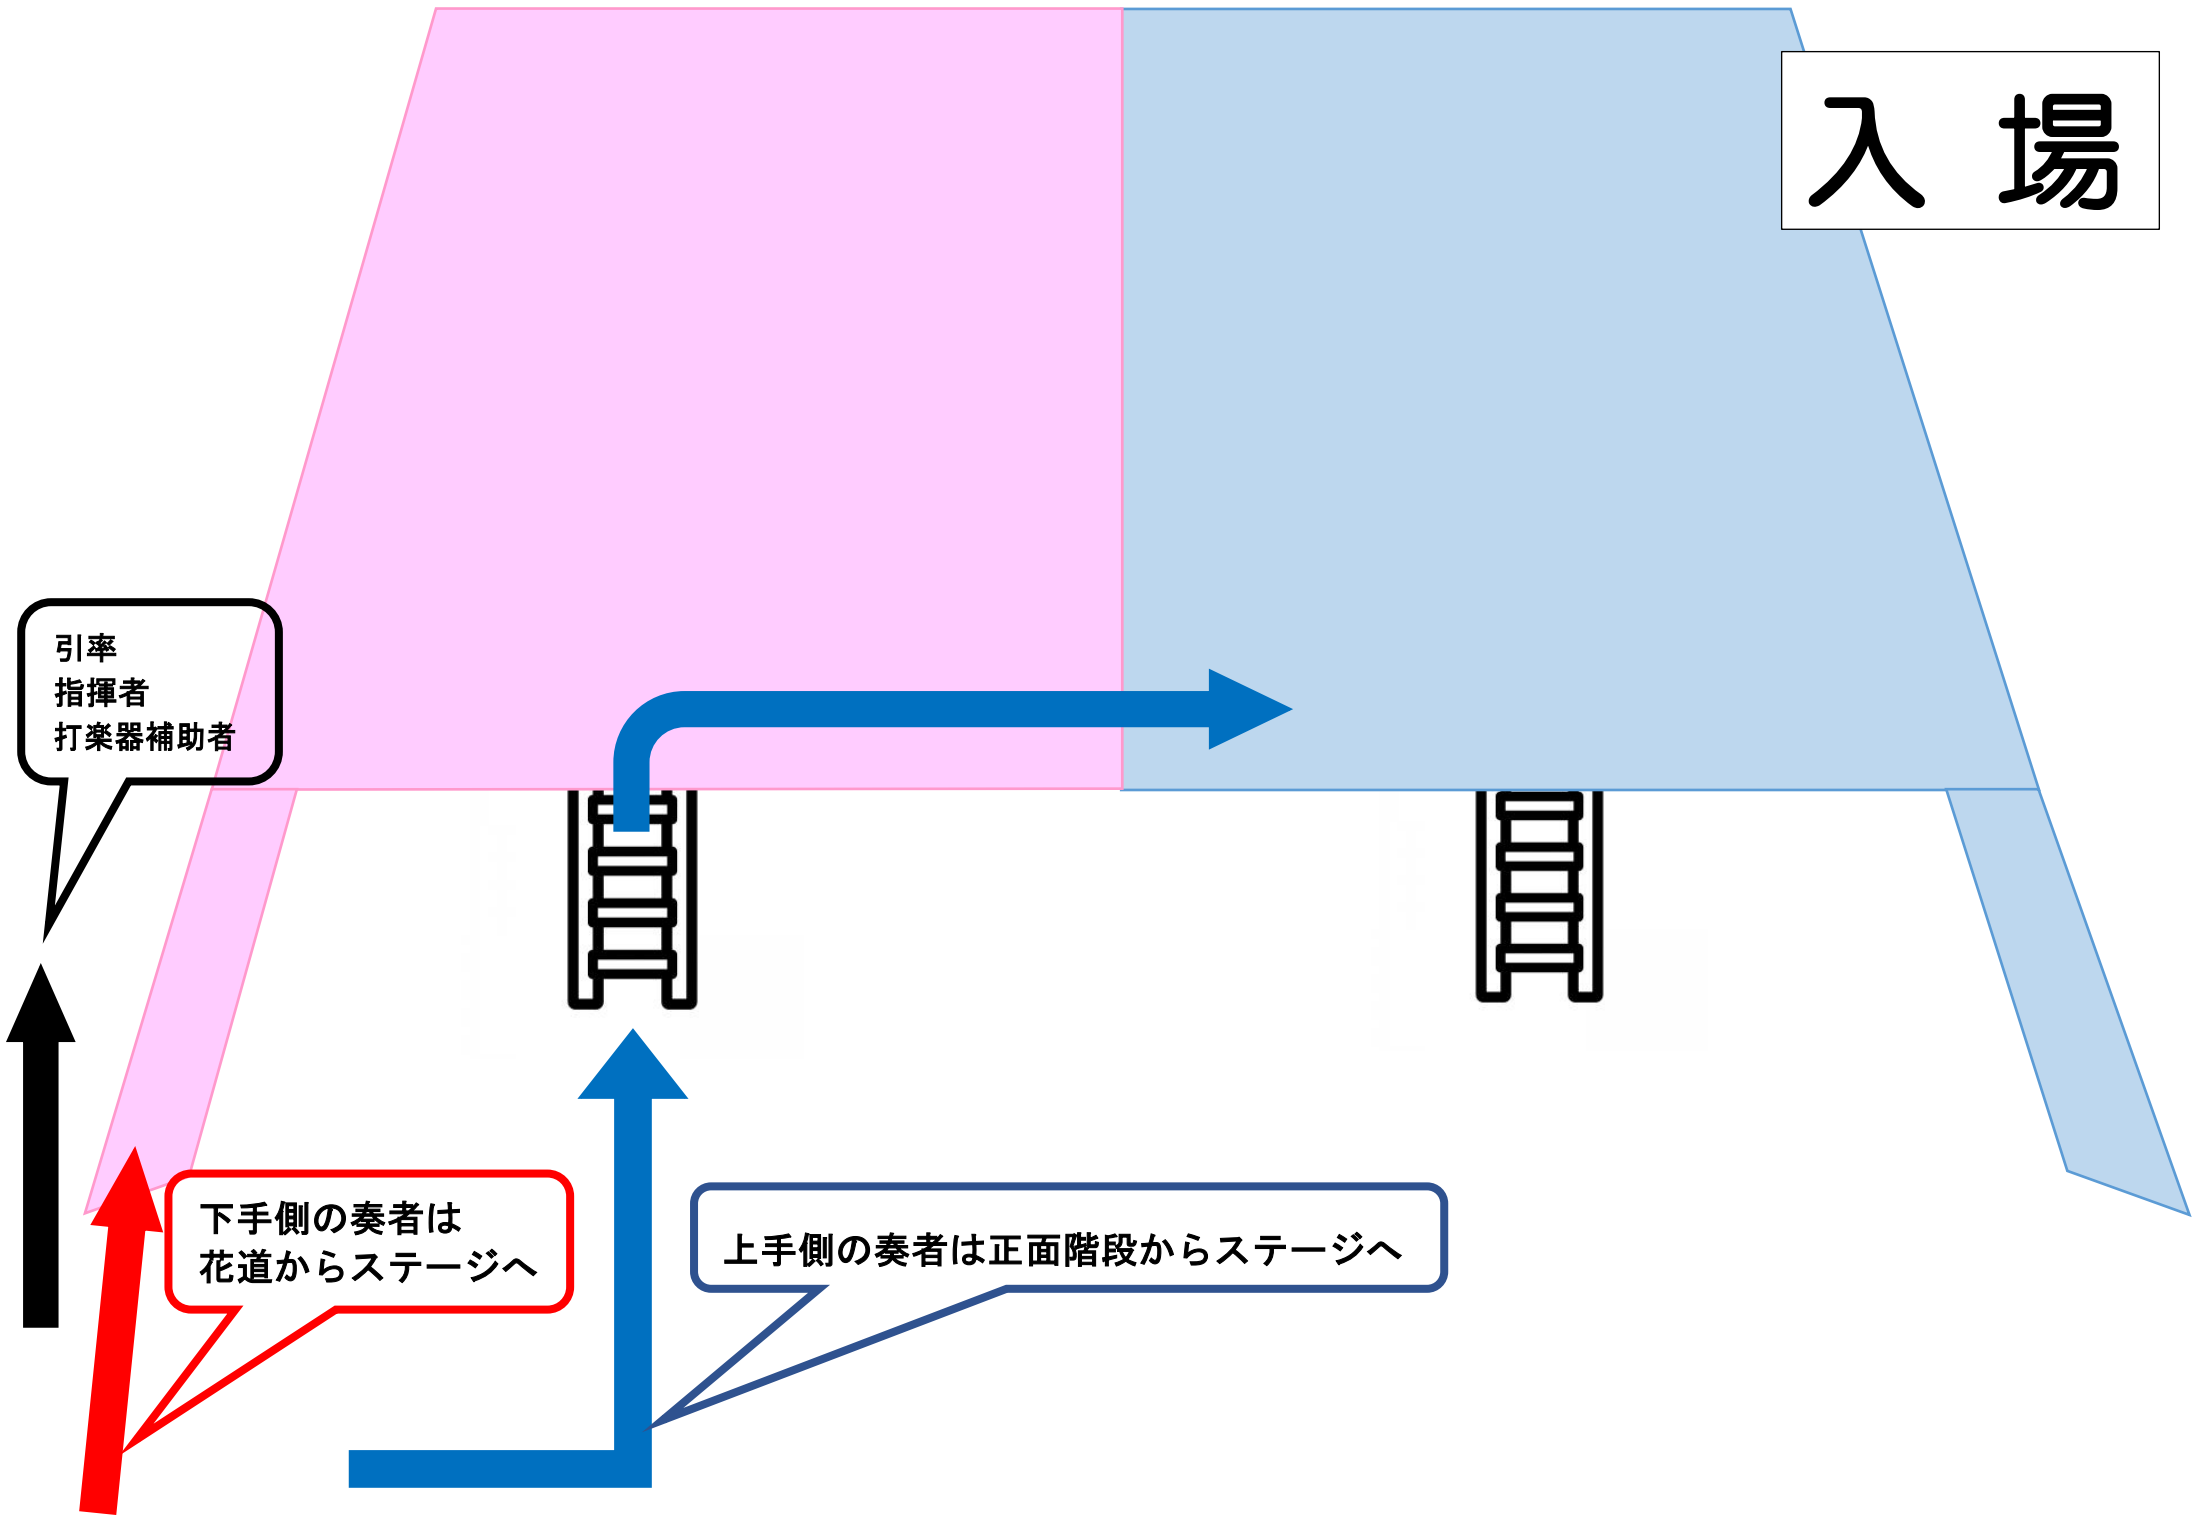 入場
引率
指揮者
打楽器補助者
下手側の奏者は
花道からステージへ
上手側の奏者は正面階段からステージへ